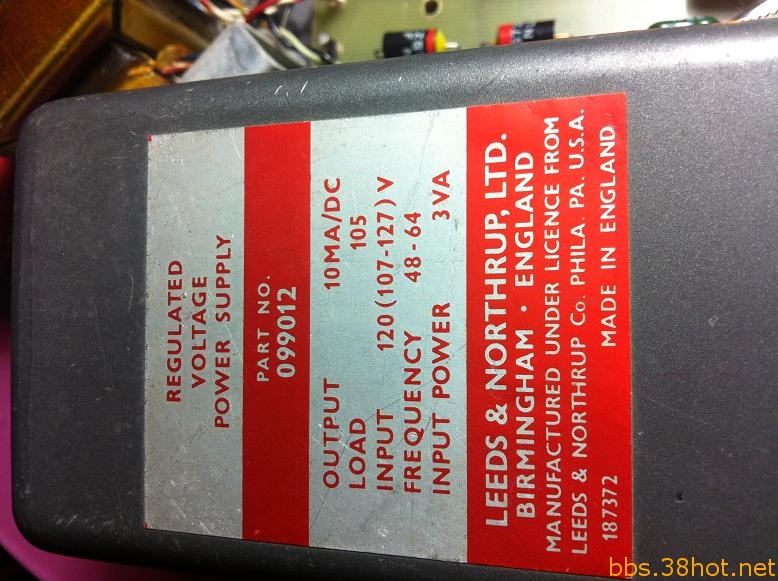 REGULATED
VOLTAGE
POWER SUPPLY
PART NO.
099012
OUTPUT 10MA/DC
LOAD 105
INPUT 120(107-127)V
FREQUENCY 48-64
INPUT POWER 3VA
LEEDS & NORTHRUP, LTD.
BIRMINGHAM · ENGLAND
MANUFACTURED UNDER LICENCE FROM
LEEDS & NORTHRUP Co. PHILA. PA. U.S.A.
187372 MADE IN ENGLAND
bbs.38hot.net